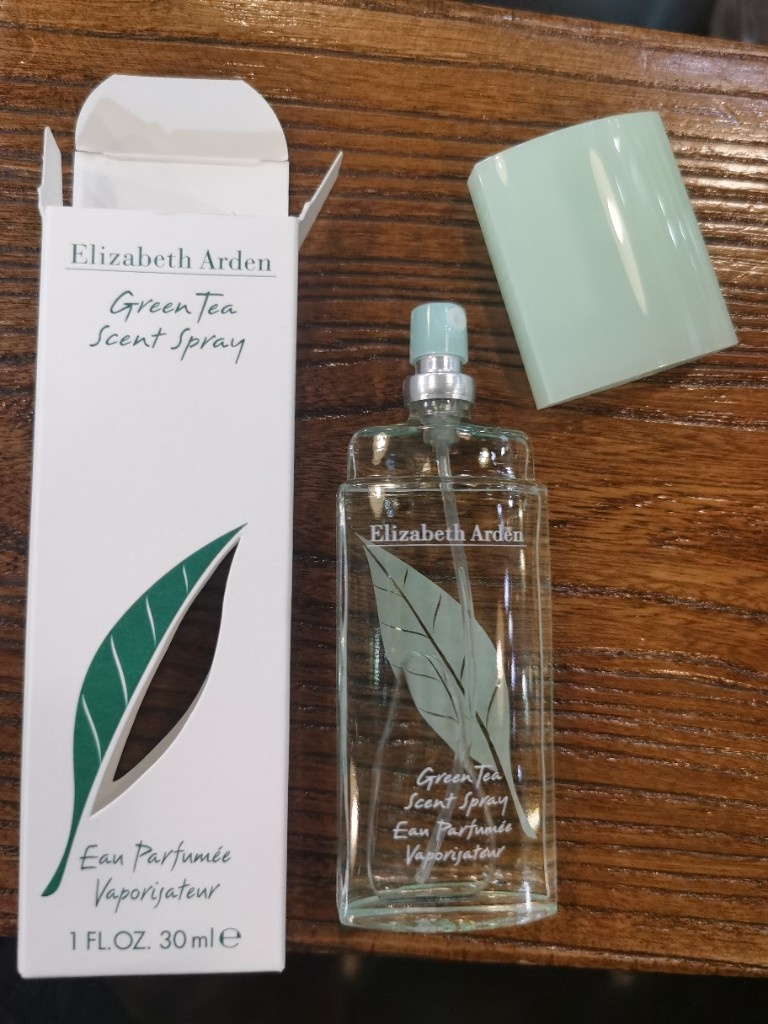 Elizabeth Arden
Green Tea
Scent Spray
Eau Parfumée
Vaporisateur
1 FL.OZ. 30 ml ℮
Elizabeth Arden
Green Tea
Scent Spray
Eau Parfumée
Vaporisateur